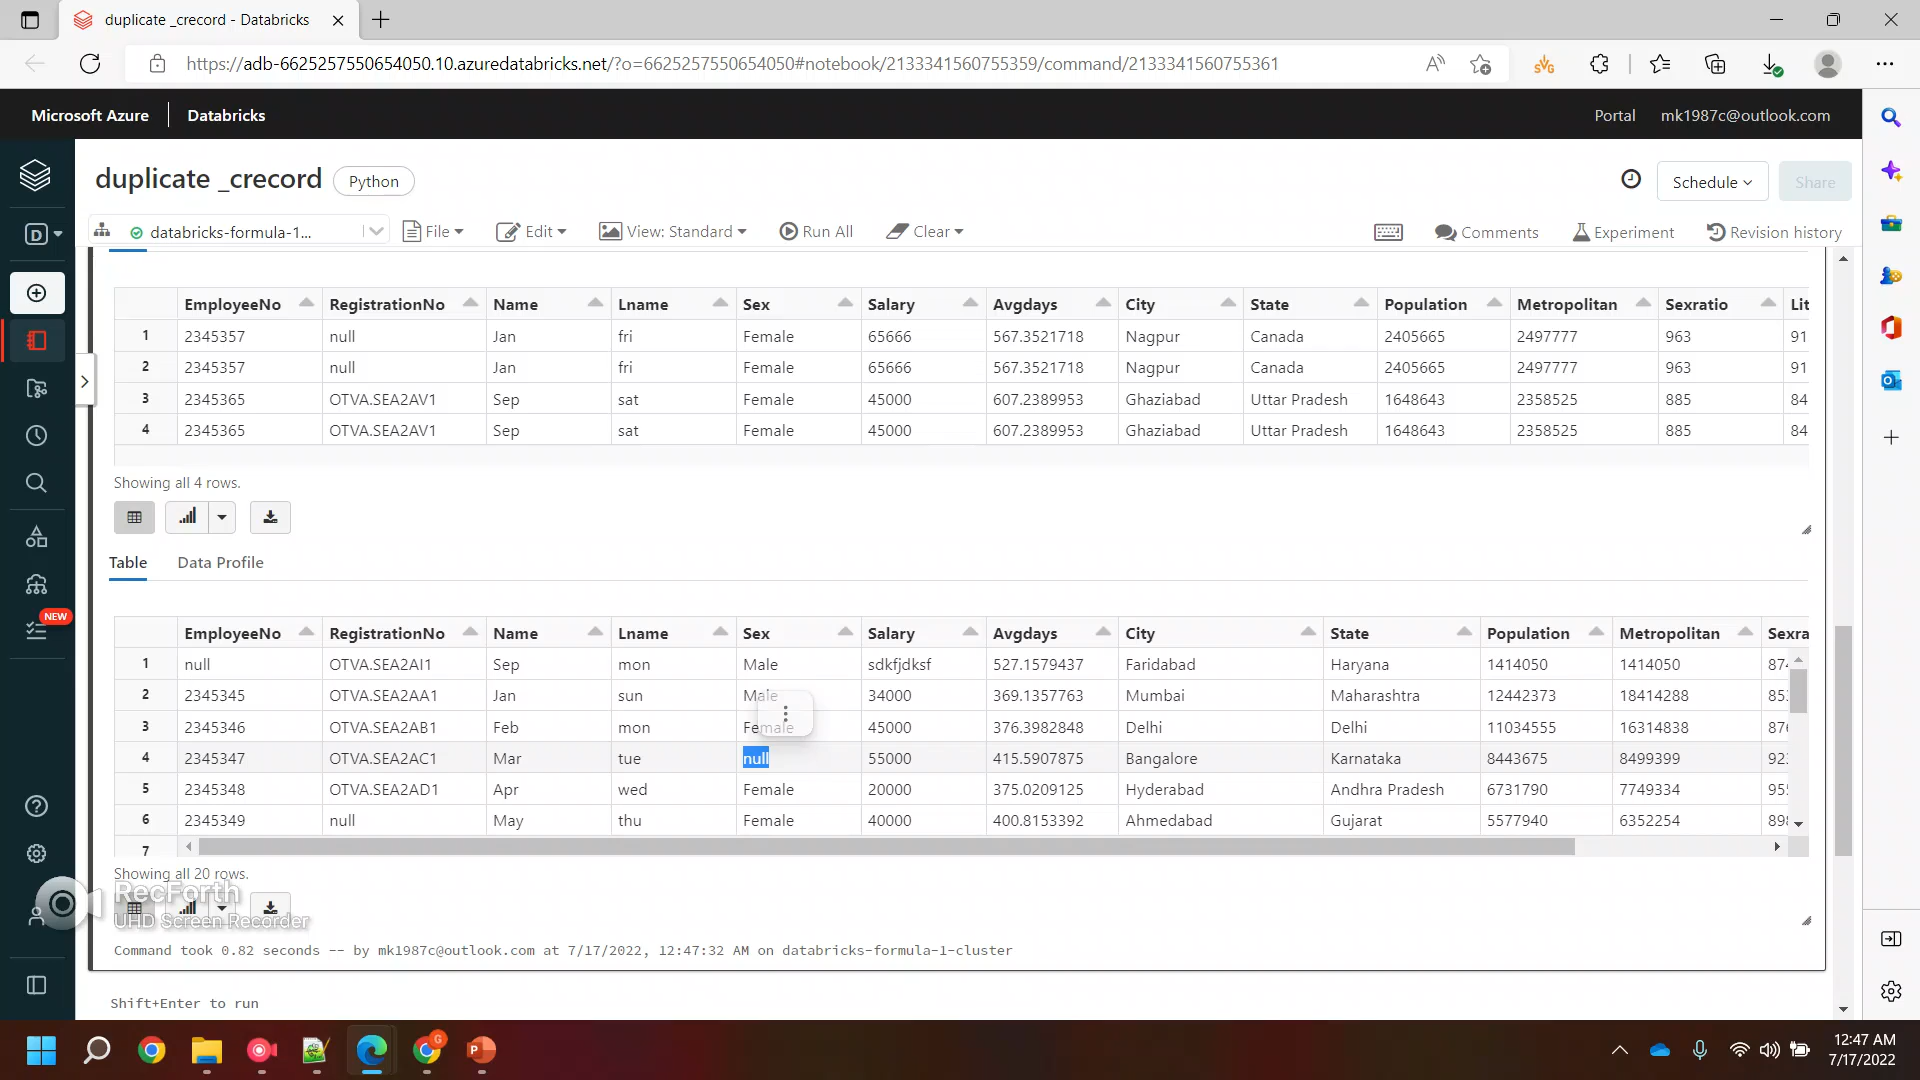 duplicate _crecord - Databricks
https://adb-6625257550654050.10.azuredatabricks.net/?o=6625257550654050#notebook/2133341560755359/command/2133341560755361
Microsoft Azure Databricks Portal mk1987c@outlook.com
duplicate _crecord Python Schedule Share
D databricks-formula-1... File Edit View: Standard Run All Clear Comments Experiment Revision history
EmployeeNo RegistrationNo Name Lname Sex Salary Avgdays City State Population Metropolitan Sexratio Lit
1 2345357 null Jan fri Female 65666 567.3521718 Nagpur Canada 2405665 2497777 963 91
2 2345357 null Jan fri Female 65666 567.3521718 Nagpur Canada 2405665 2497777 963 91
3 2345365 OTVA.SEA2AV1 Sep sat Female 45000 607.2389953 Ghaziabad Uttar Pradesh 1648643 2358525 885 84
4 2345365 OTVA.SEA2AV1 Sep sat Female 45000 607.2389953 Ghaziabad Uttar Pradesh 1648643 2358525 885 84
Showing all 4 rows.
Table Data Profile
NEW
EmployeeNo RegistrationNo Name Lname Sex Salary Avgdays City State Population Metropolitan Sexra
1 null OTVA.SEA2AI1 Sep mon Male sdkfjdksf 527.1579437 Faridabad Haryana 1414050 1414050 874
2 2345345 OTVA.SEA2AA1 Jan sun Male 34000 369.1357763 Mumbai Maharashtra 12442373 18414288 853
3 2345346 OTVA.SEA2AB1 Feb mon Female 45000 376.3982848 Delhi Delhi 11034555 16314838 876
4 2345347 OTVA.SEA2AC1 Mar tue null 55000 415.5907875 Bangalore Karnataka 8443675 8499399 92
5 2345348 OTVA.SEA2AD1 Apr wed Female 20000 375.0209125 Hyderabad Andhra Pradesh 6731790 7749334 955
6 2345349 null May thu Female 40000 400.8153392 Ahmedabad Gujarat 5577940 6352254 898
7
Showing all 20 rows.
RecForth
UHD Screen Recorder
Command took 0.82 seconds -- by mk1987c@outlook.com at 7/17/2022, 12:47:32 AM on databricks-formula-1-cluster
Shift+Enter to run
12:47 AM
7/17/2022